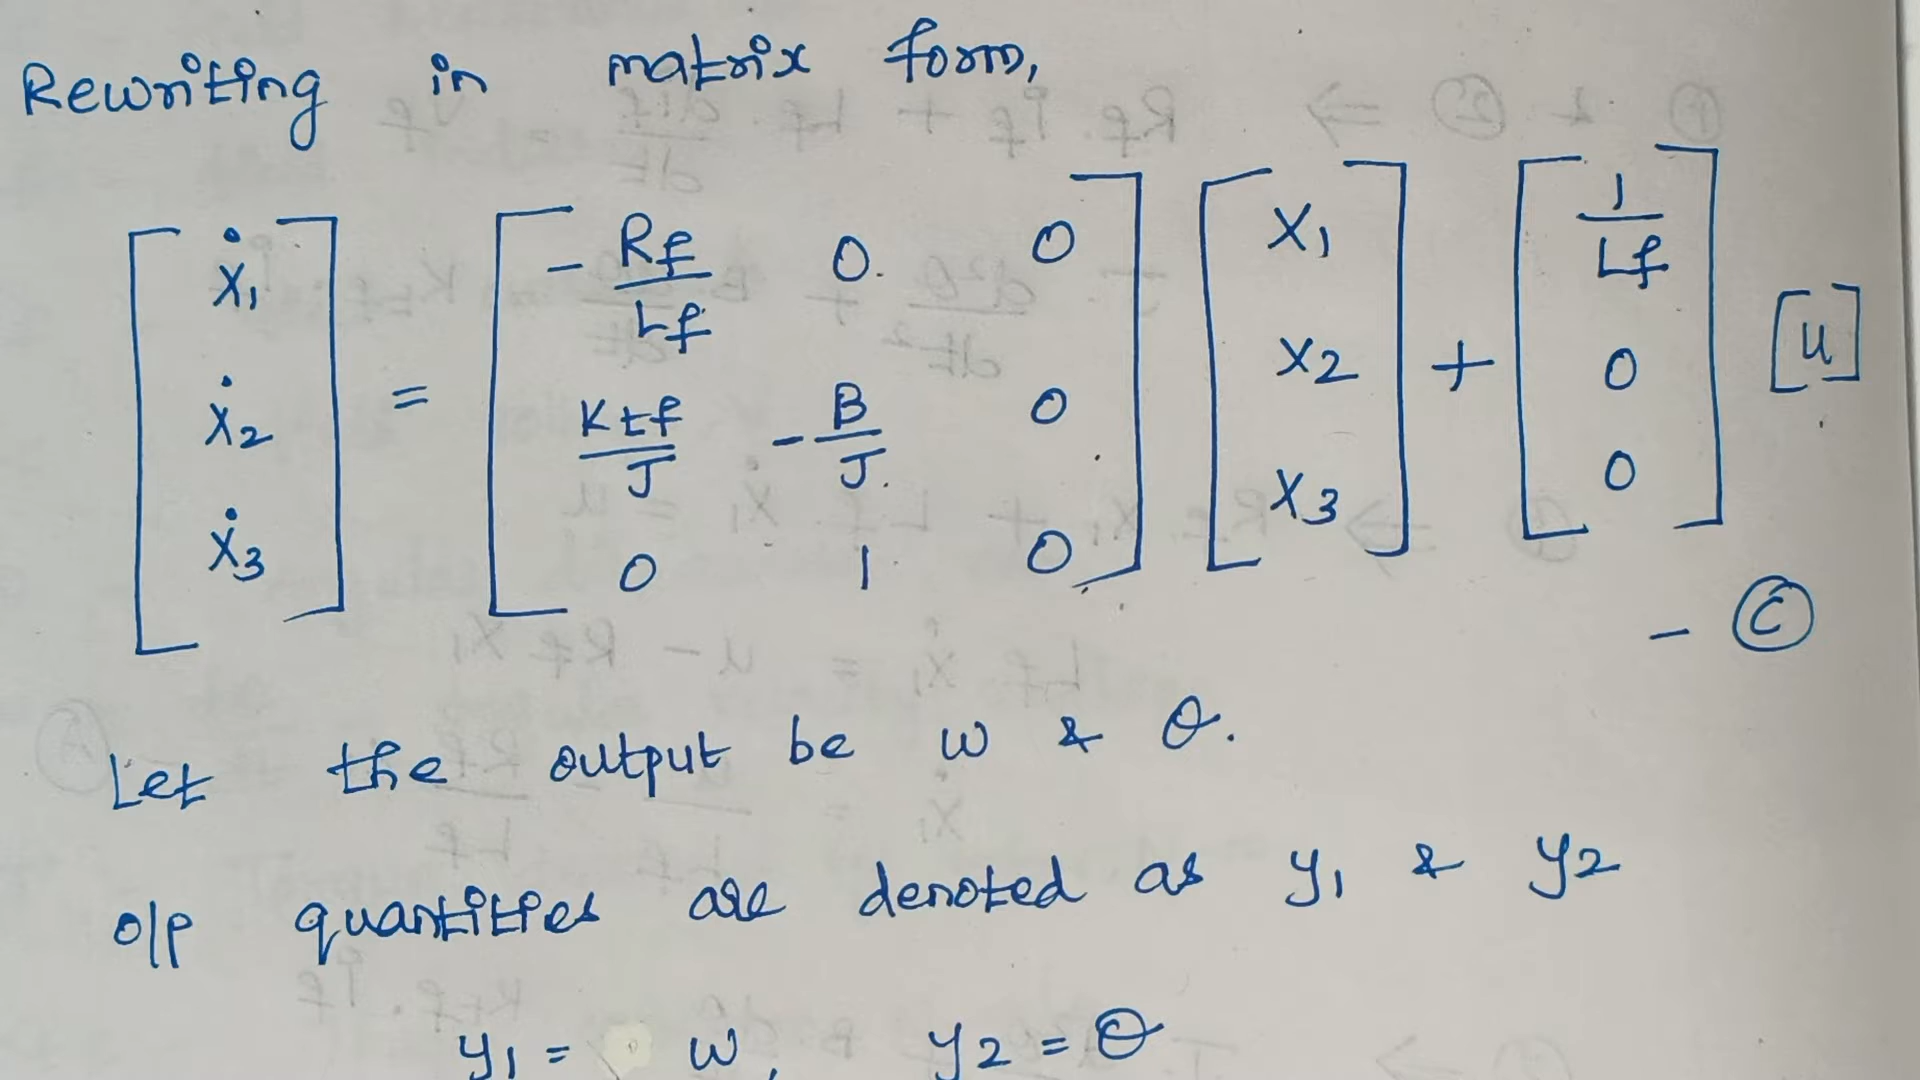 Rewriting in matrix form,
[ẋ1 ẋ2 ẋ3] = [-Rf/Lf 0 0; Ktf/J -B/J 0; 0 1 0] [x1 x2 x3] + [1/Lf 0 0] [u]
- Ⓒ
Let the output be ω & θ.
o/p quantities are denoted as y1 & y2
y1 = ω, y2 = θ